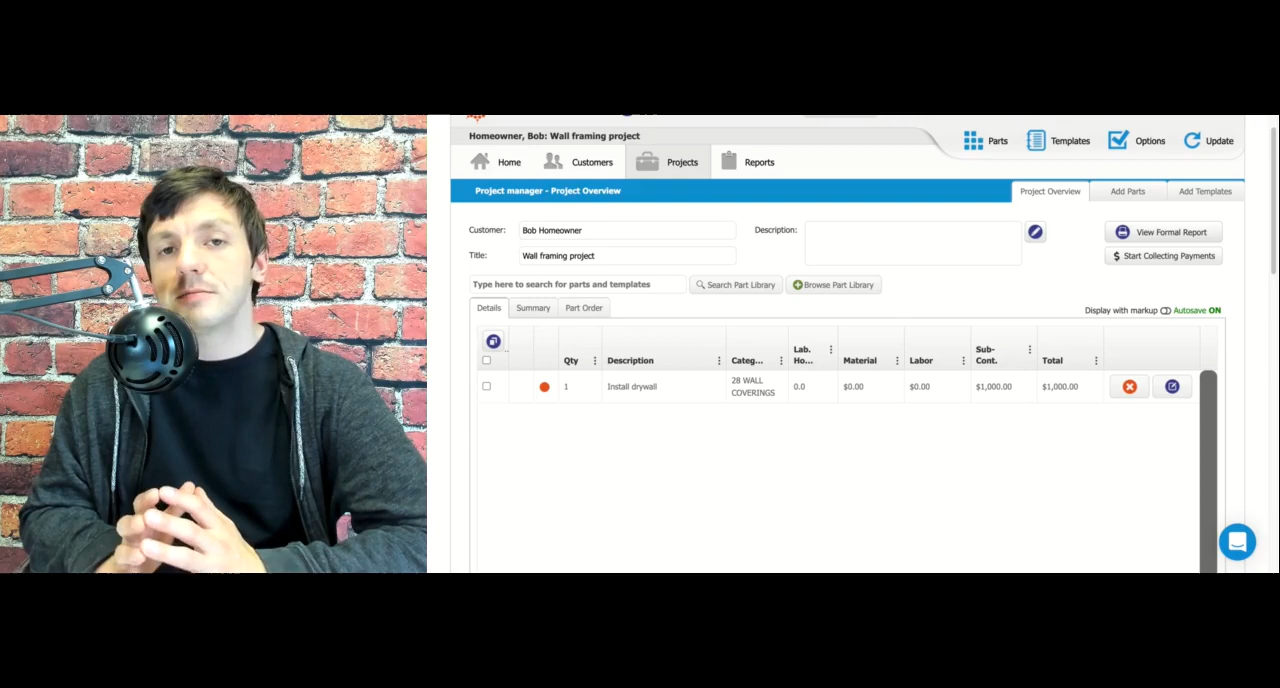 Homeowner, Bob: Wall framing project
Parts Templates Options Update
Home Customers Projects Reports
Project manager - Project Overview Project Overview Add Parts Add Templates
Customer: Bob Homeowner Description: View Formal Report
Title: Wall framing project $ Start Collecting Payments
Type here to search for parts and templates Search Part Library Browse Part Library
Details Summary Part Order Display with markup Autosave ON
Qty Description Categ... Lab. Ho... Material Labor Sub-Cont. Total
1 Install drywall 28 WALL COVERINGS 0.0 $0.00 $0.00 $1,000.00 $1,000.00